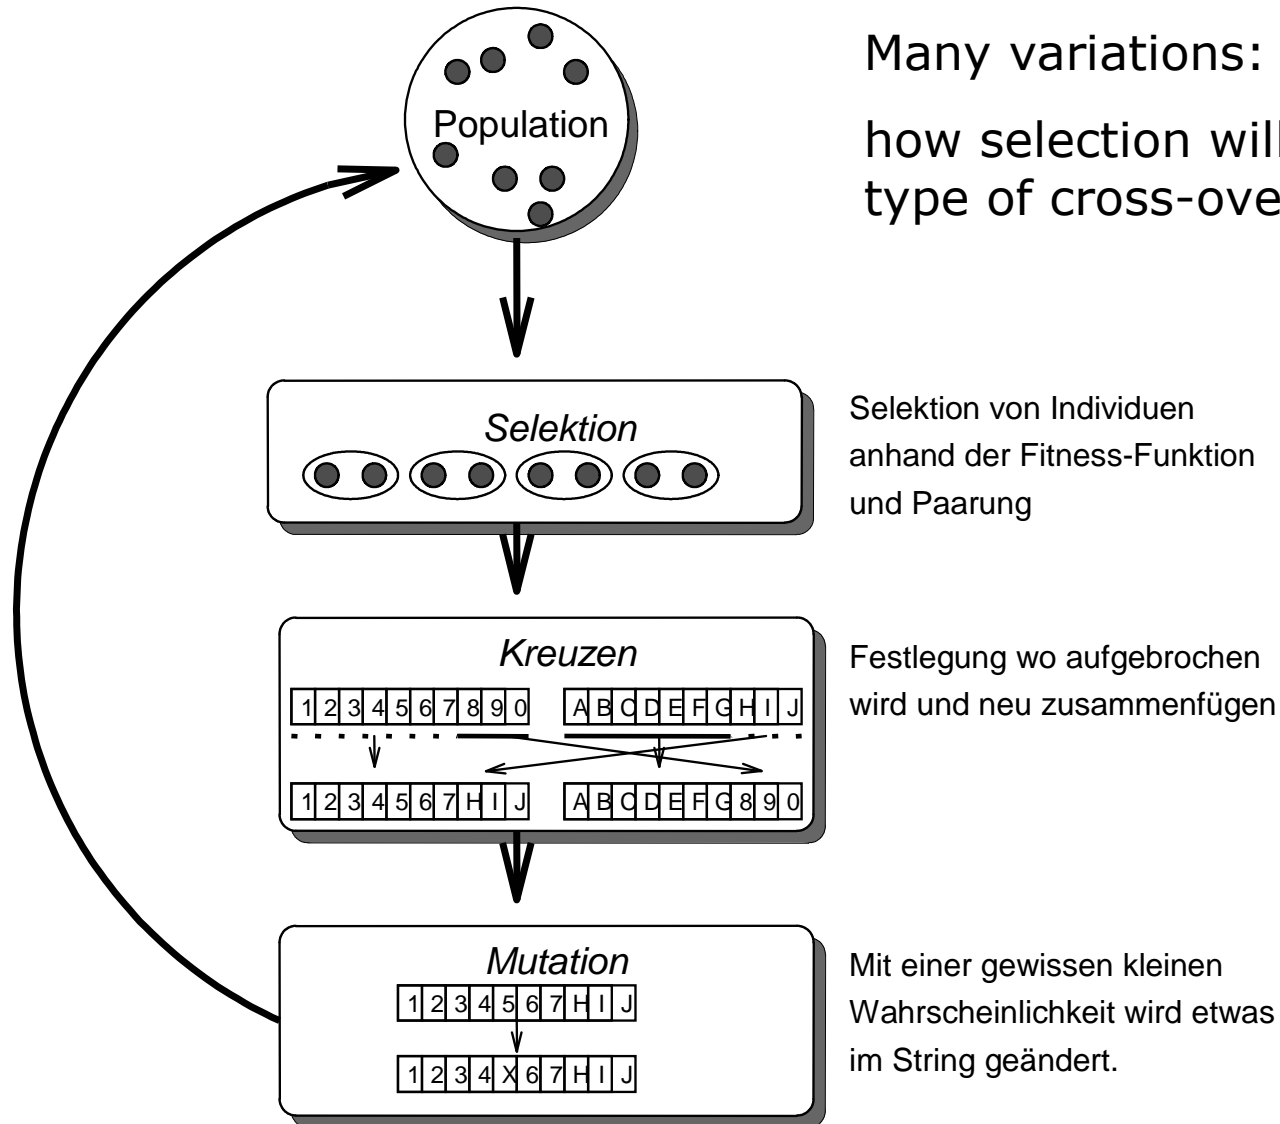 Many variations:
how selection will
type of cross-ove
Population
Selektion
Selektion von Individuen
anhand der Fitness-Funktion
und Paarung
Kreuzen
1 2 3 4 5 6 7 8 9 0 A B C D E F G H I J
1 2 3 4 5 6 7 H I J A B C D E F G 8 9 0
Festlegung wo aufgebrochen
wird und neu zusammenfügen
Mutation
1 2 3 4 5 6 7 H I J
1 2 3 4 X 6 7 H I J
Mit einer gewissen kleinen
Wahrscheinlichkeit wird etwas
im String geändert.